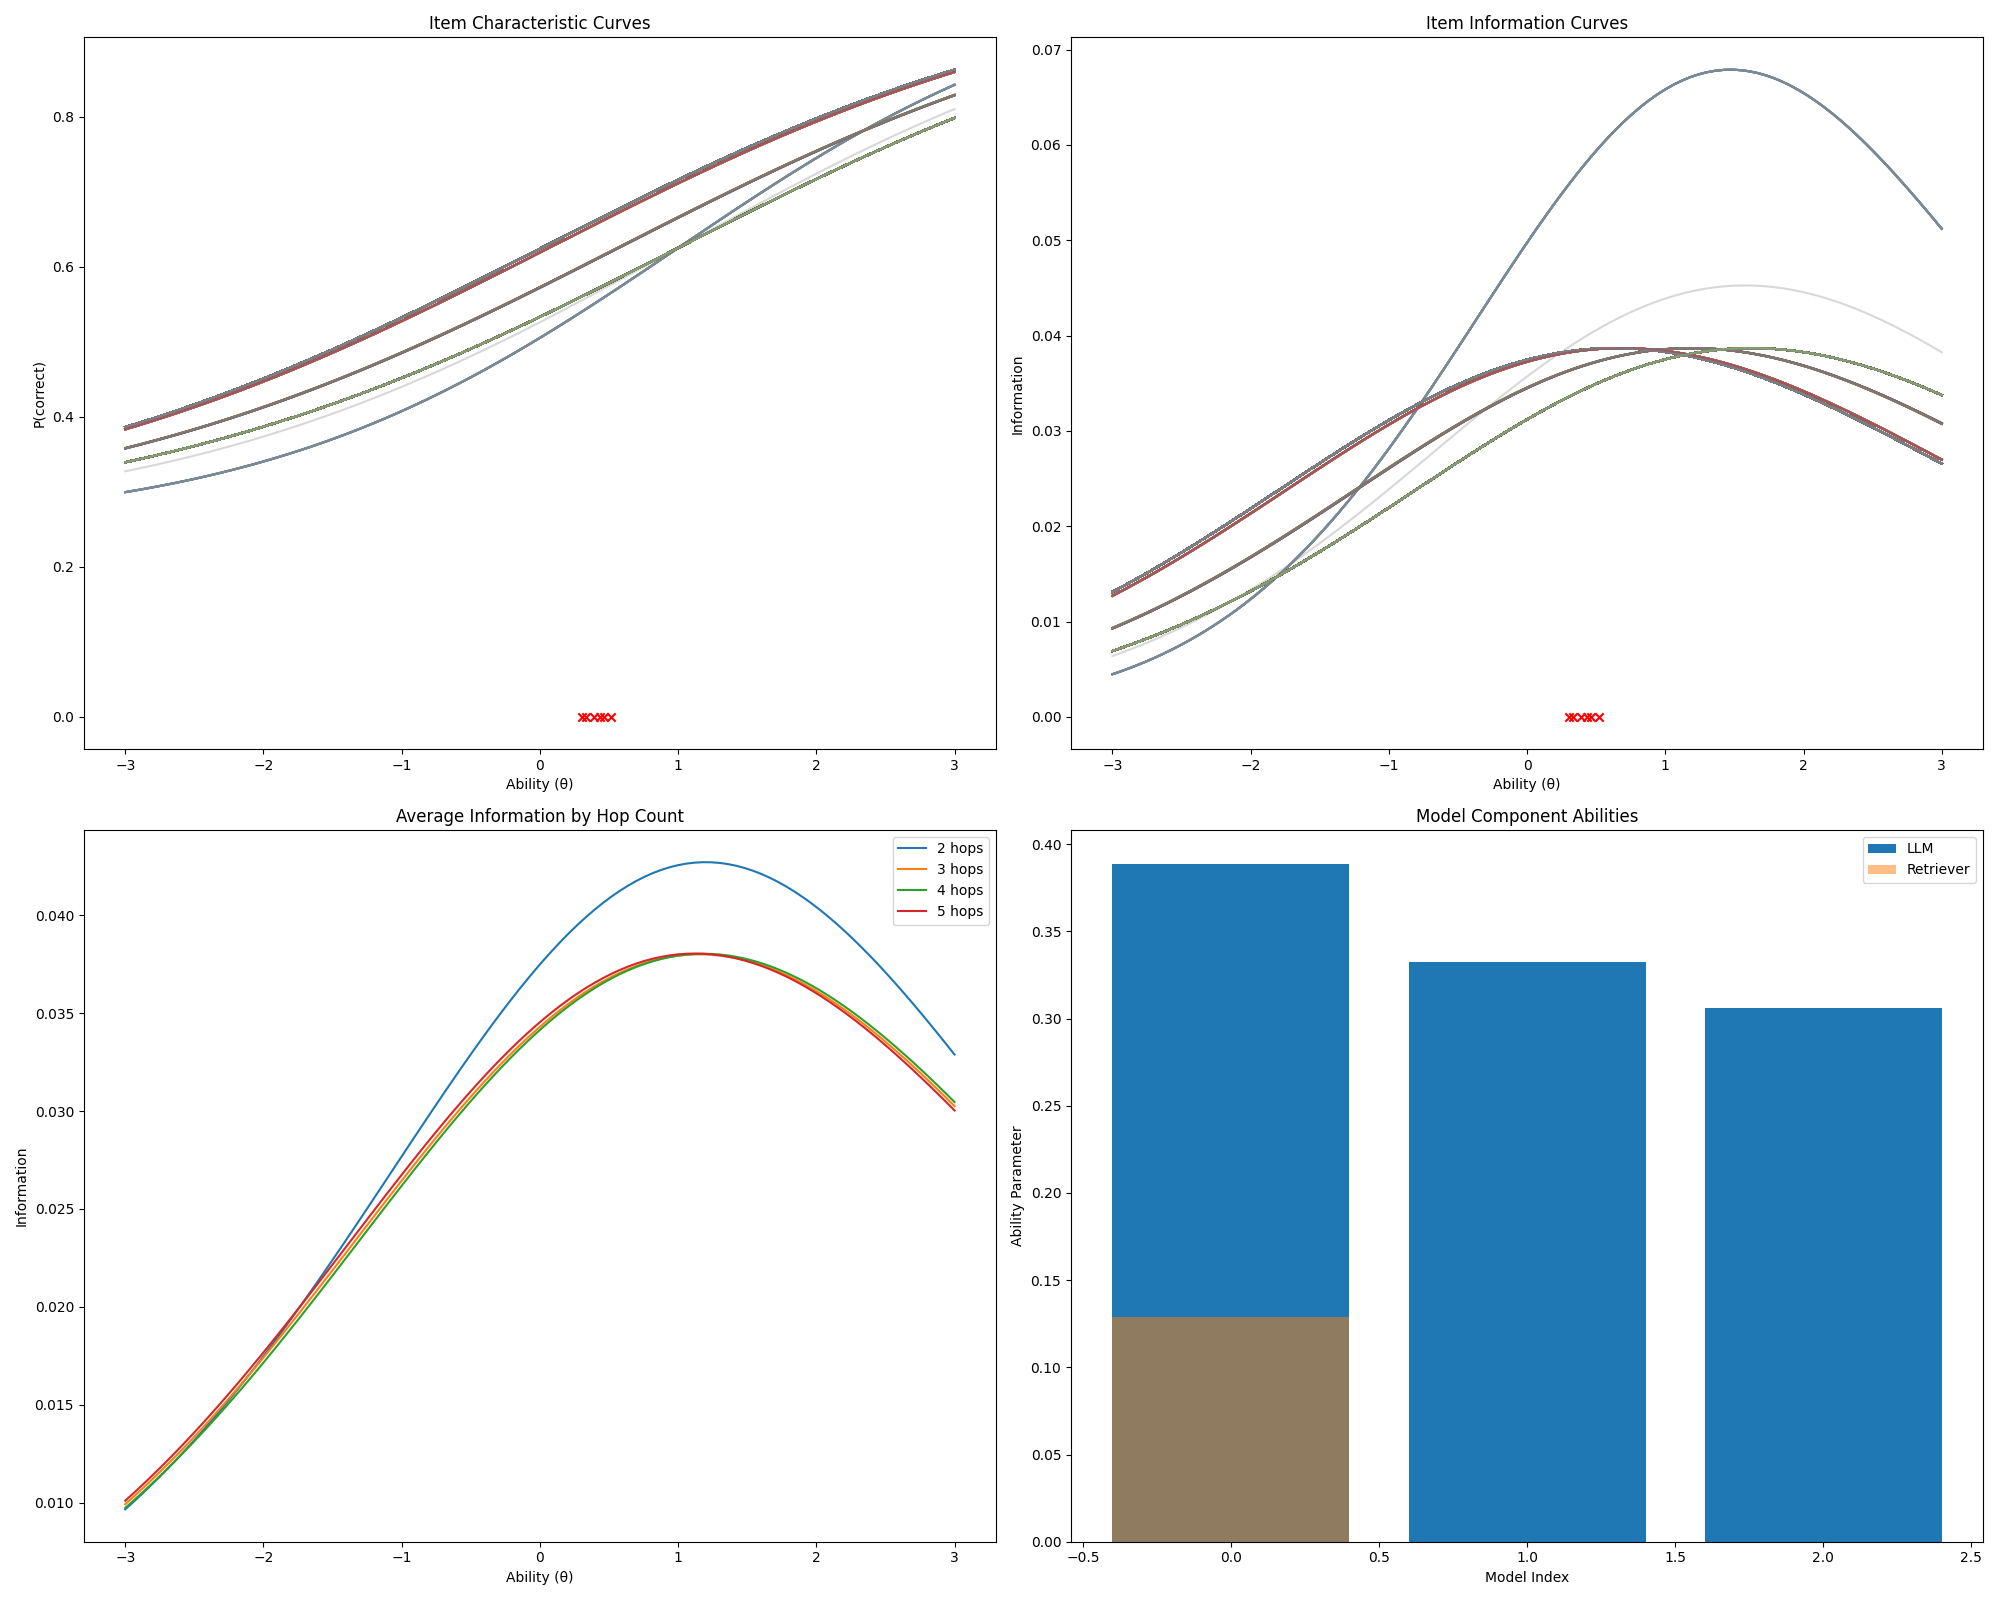 Item Characteristic Curves
P(correct)
0.8
0.6
0.4
0.2
0.0
−3 −2 −1 0 1 2 3
Ability (θ)
Item Information Curves
Information
0.07
0.06
0.05
0.04
0.03
0.02
0.01
0.00
−3 −2 −1 0 1 2 3
Ability (θ)
Average Information by Hop Count
2 hops
3 hops
4 hops
5 hops
Information
0.040
0.035
0.030
0.025
0.020
0.015
0.010
−3 −2 −1 0 1 2 3
Ability (θ)
Model Component Abilities
LLM
Retriever
Ability Parameter
0.40
0.35
0.30
0.25
0.20
0.15
0.10
0.05
0.00
−0.5 0.0 0.5 1.0 1.5 2.0 2.5
Model Index